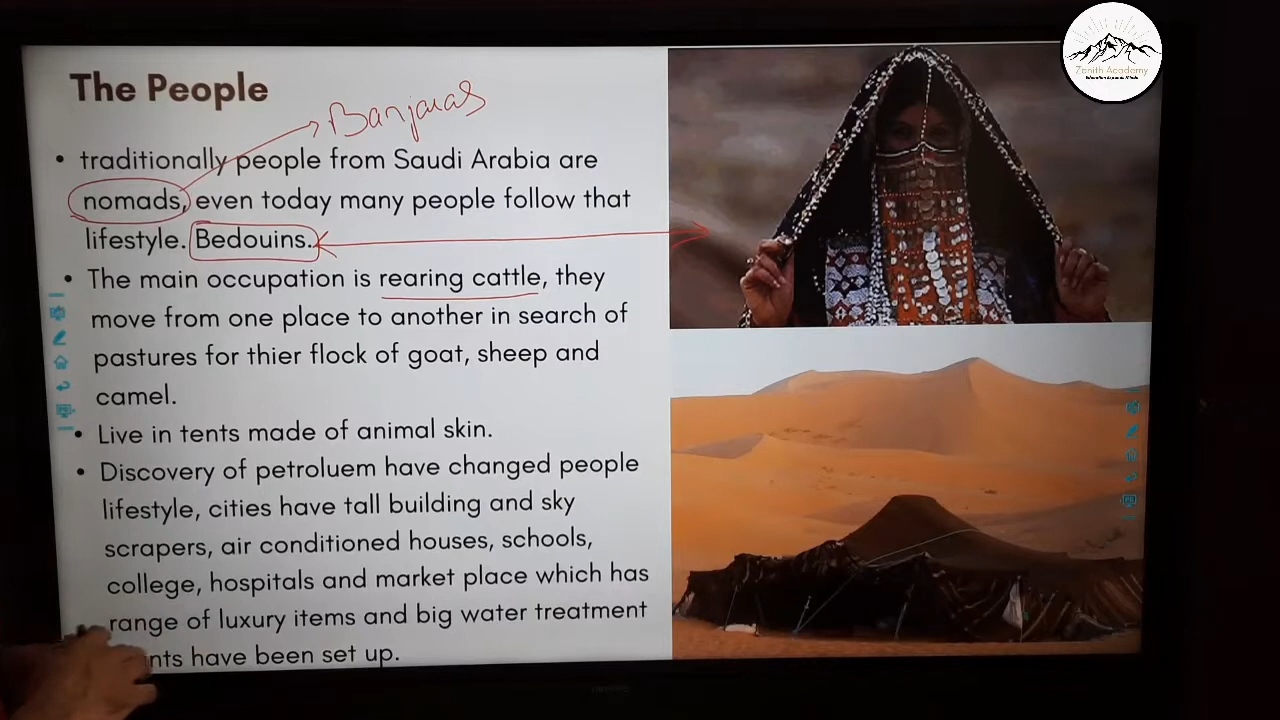 Zenith Academy
The People
Banjaras
• traditionally people from Saudi Arabia are
nomads, even today many people follow that
lifestyle. Bedouins.
• The main occupation is rearing cattle, they
move from one place to another in search of
pastures for thier flock of goat, sheep and
camel.
• Live in tents made of animal skin.
• Discovery of petroluem have changed people
lifestyle, cities have tall building and sky
scrapers, air conditioned houses, schools,
college, hospitals and market place which has
range of luxury items and big water treatment
nts have been set up.